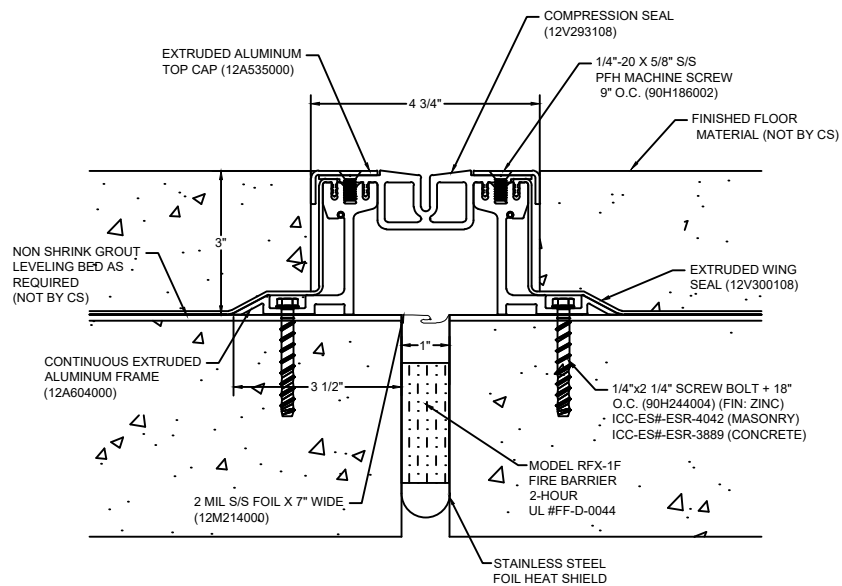 COMPRESSION SEAL
(12V293108)
EXTRUDED ALUMINUM
TOP CAP (12A535000)
1/4"-20 X 5/8" S/S
PFH MACHINE SCREW
9" O.C. (90H186002)
4 3/4"
FINISHED FLOOR
MATERIAL (NOT BY CS)
3"
NON SHRINK GROUT
LEVELING BED AS
REQUIRED
(NOT BY CS)
EXTRUDED WING
SEAL (12V300108)
CONTINUOUS EXTRUDED
ALUMINUM FRAME
(12A604000)
1"
3 1/2"
1/4"x2 1/4" SCREW BOLT + 18"
O.C. (90H244004) (FIN: ZINC)
ICC-ES#-ESR-4042 (MASONRY)
ICC-ES#-ESR-3889 (CONCRETE)
MODEL RFX-1F
FIRE BARRIER
2-HOUR
UL #FF-D-0044
2 MIL S/S FOIL X 7" WIDE
(12M214000)
STAINLESS STEEL
FOIL HEAT SHIELD